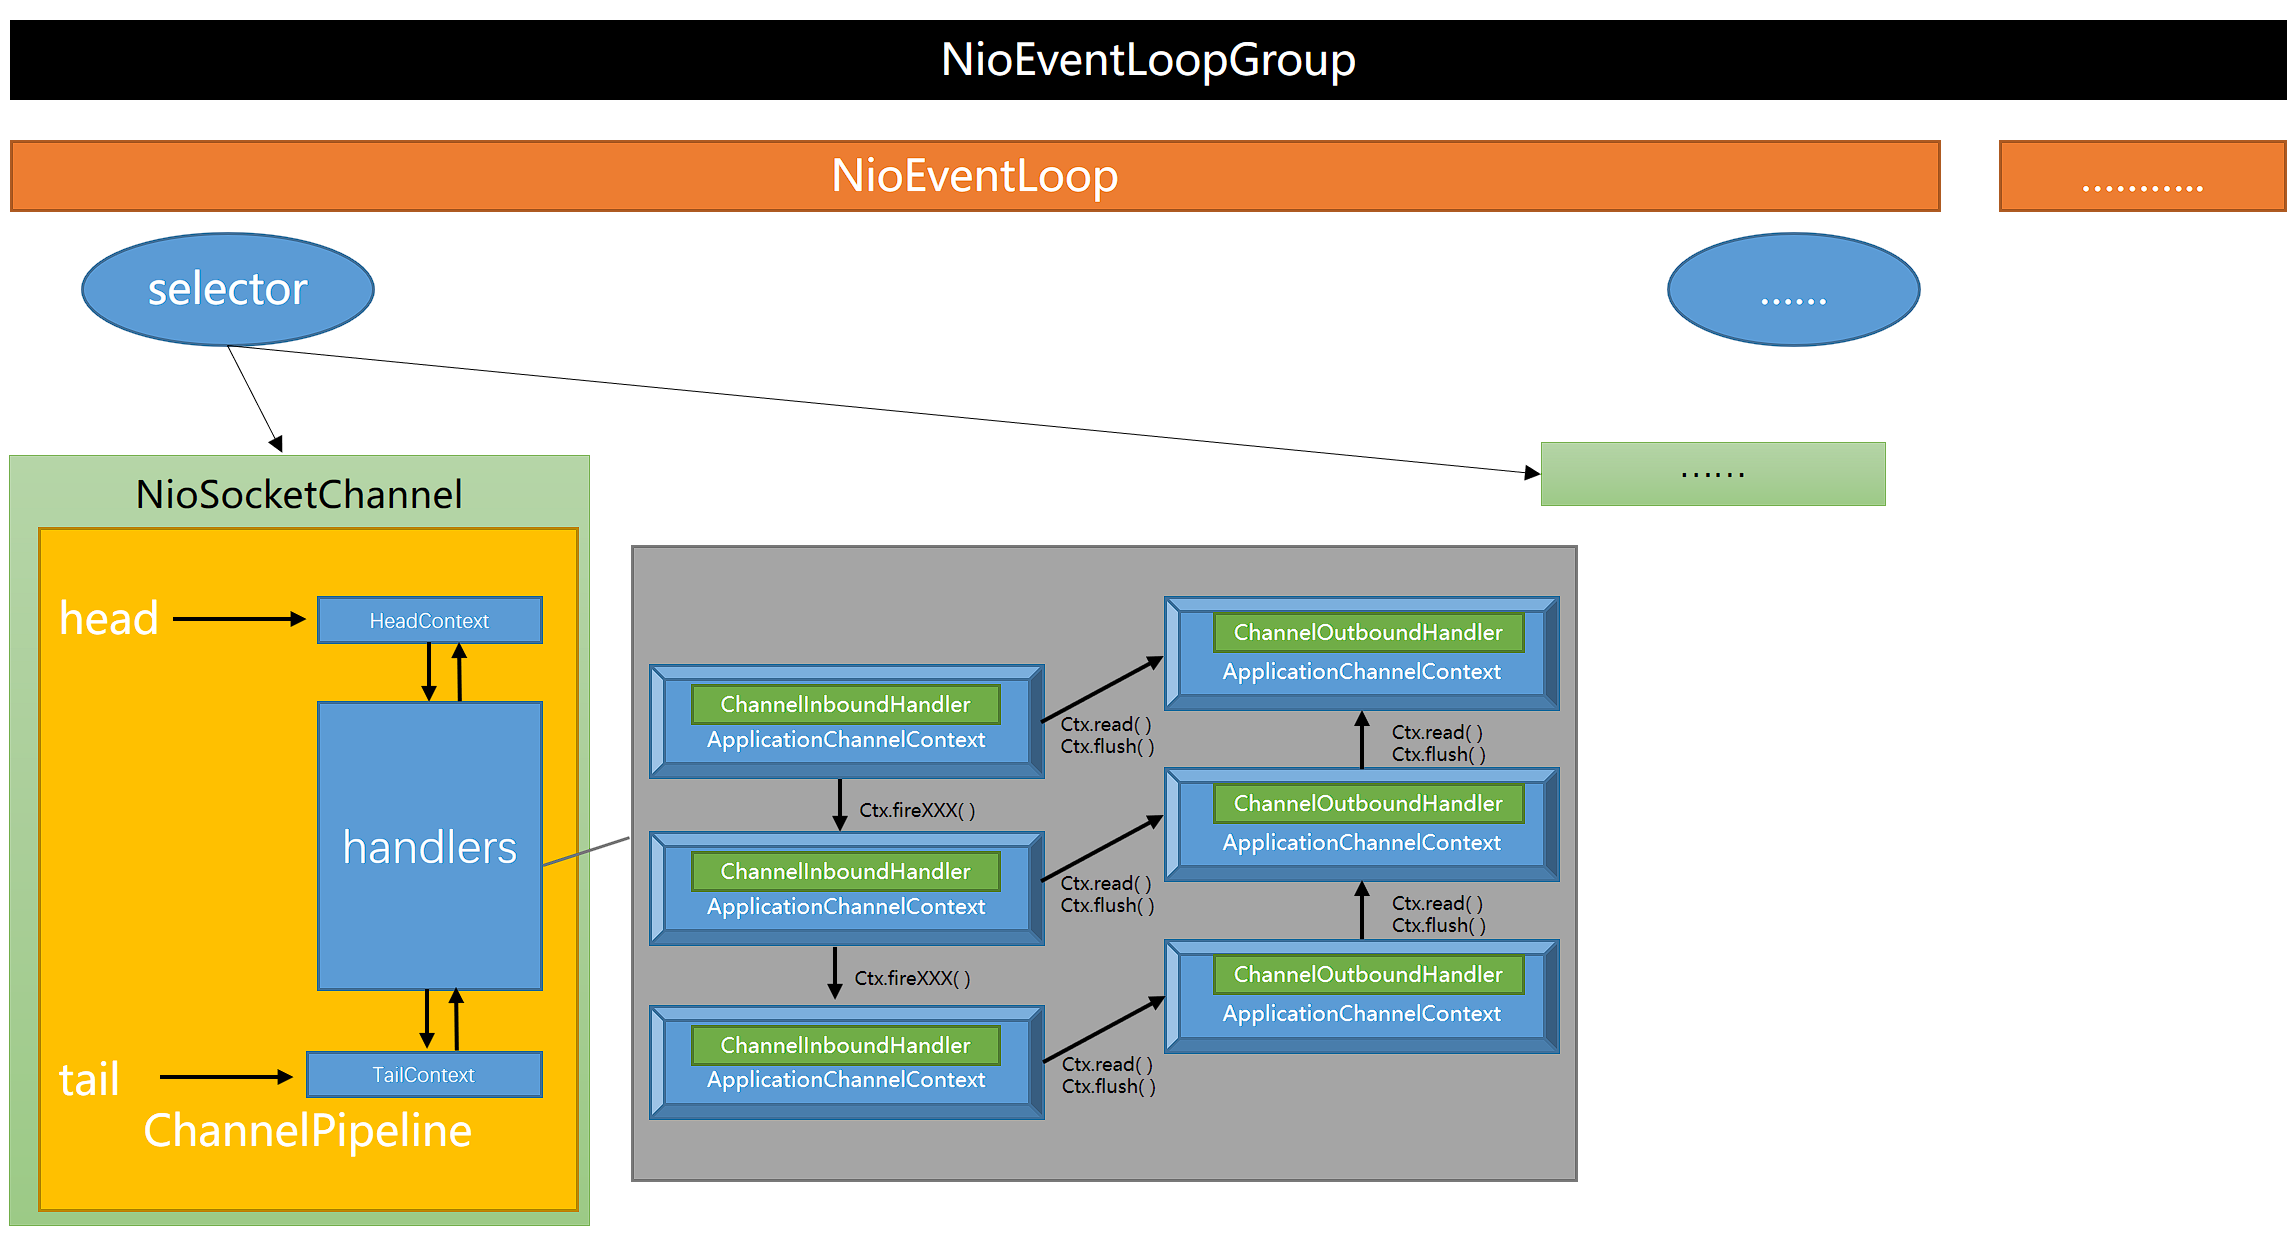 NioEventLoopGroup
NioEventLoop
...........
selector
......
......
NioSocketChannel
head
HeadContext
handlers
tail
TailContext
ChannelPipeline
ChannelInboundHandler
ApplicationChannelContext
Ctx.fireXXX( )
ChannelInboundHandler
ApplicationChannelContext
Ctx.fireXXX( )
ChannelInboundHandler
ApplicationChannelContext
Ctx.read( )
Ctx.flush( )
Ctx.read( )
Ctx.flush( )
Ctx.read( )
Ctx.flush( )
ChannelOutboundHandler
ApplicationChannelContext
Ctx.read( )
Ctx.flush( )
ChannelOutboundHandler
ApplicationChannelContext
Ctx.read( )
Ctx.flush( )
ChannelOutboundHandler
ApplicationChannelContext